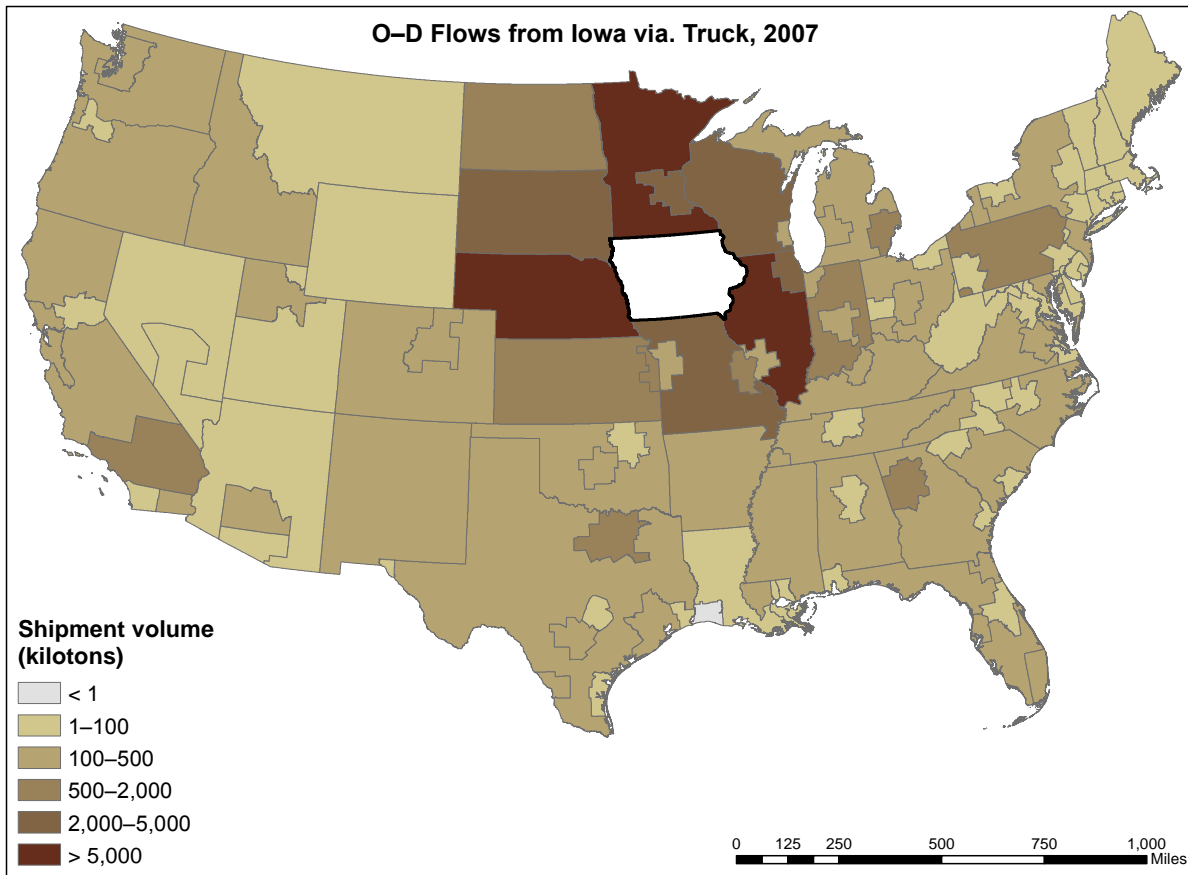 O–D Flows from Iowa via. Truck, 2007
Shipment volume
(kilotons)
< 1
1–100
100–500
500–2,000
2,000–5,000
> 5,000
0 125 250 500 750 1,000
Miles